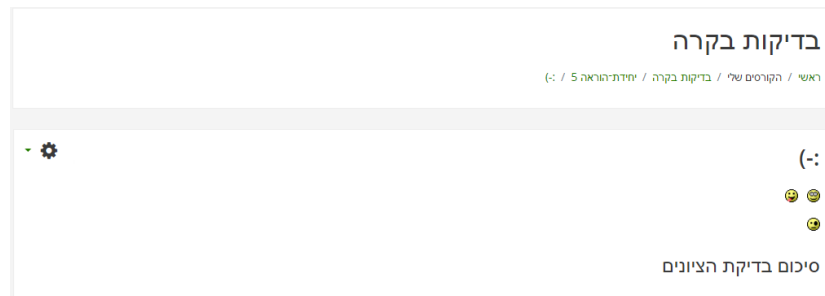 בדיקות בקרה
ראשי / הקורסים שלי / בדיקות בקרה / יחידת־הוראה 5 / :-)
:-)
סיכום בדיקת הציונים